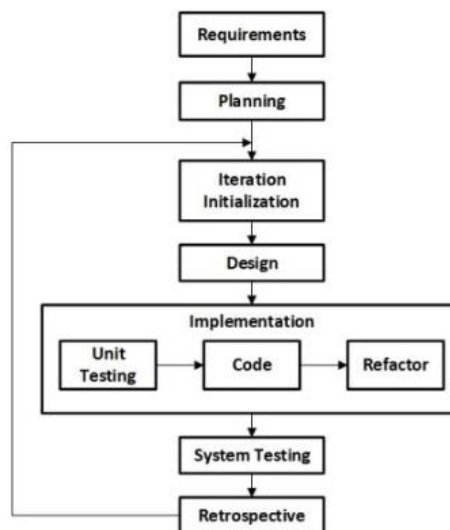 Requirements
Planning
Iteration
Initialization
Design
Implementation
Unit
Testing
Code
Refactor
System Testing
Retrospective